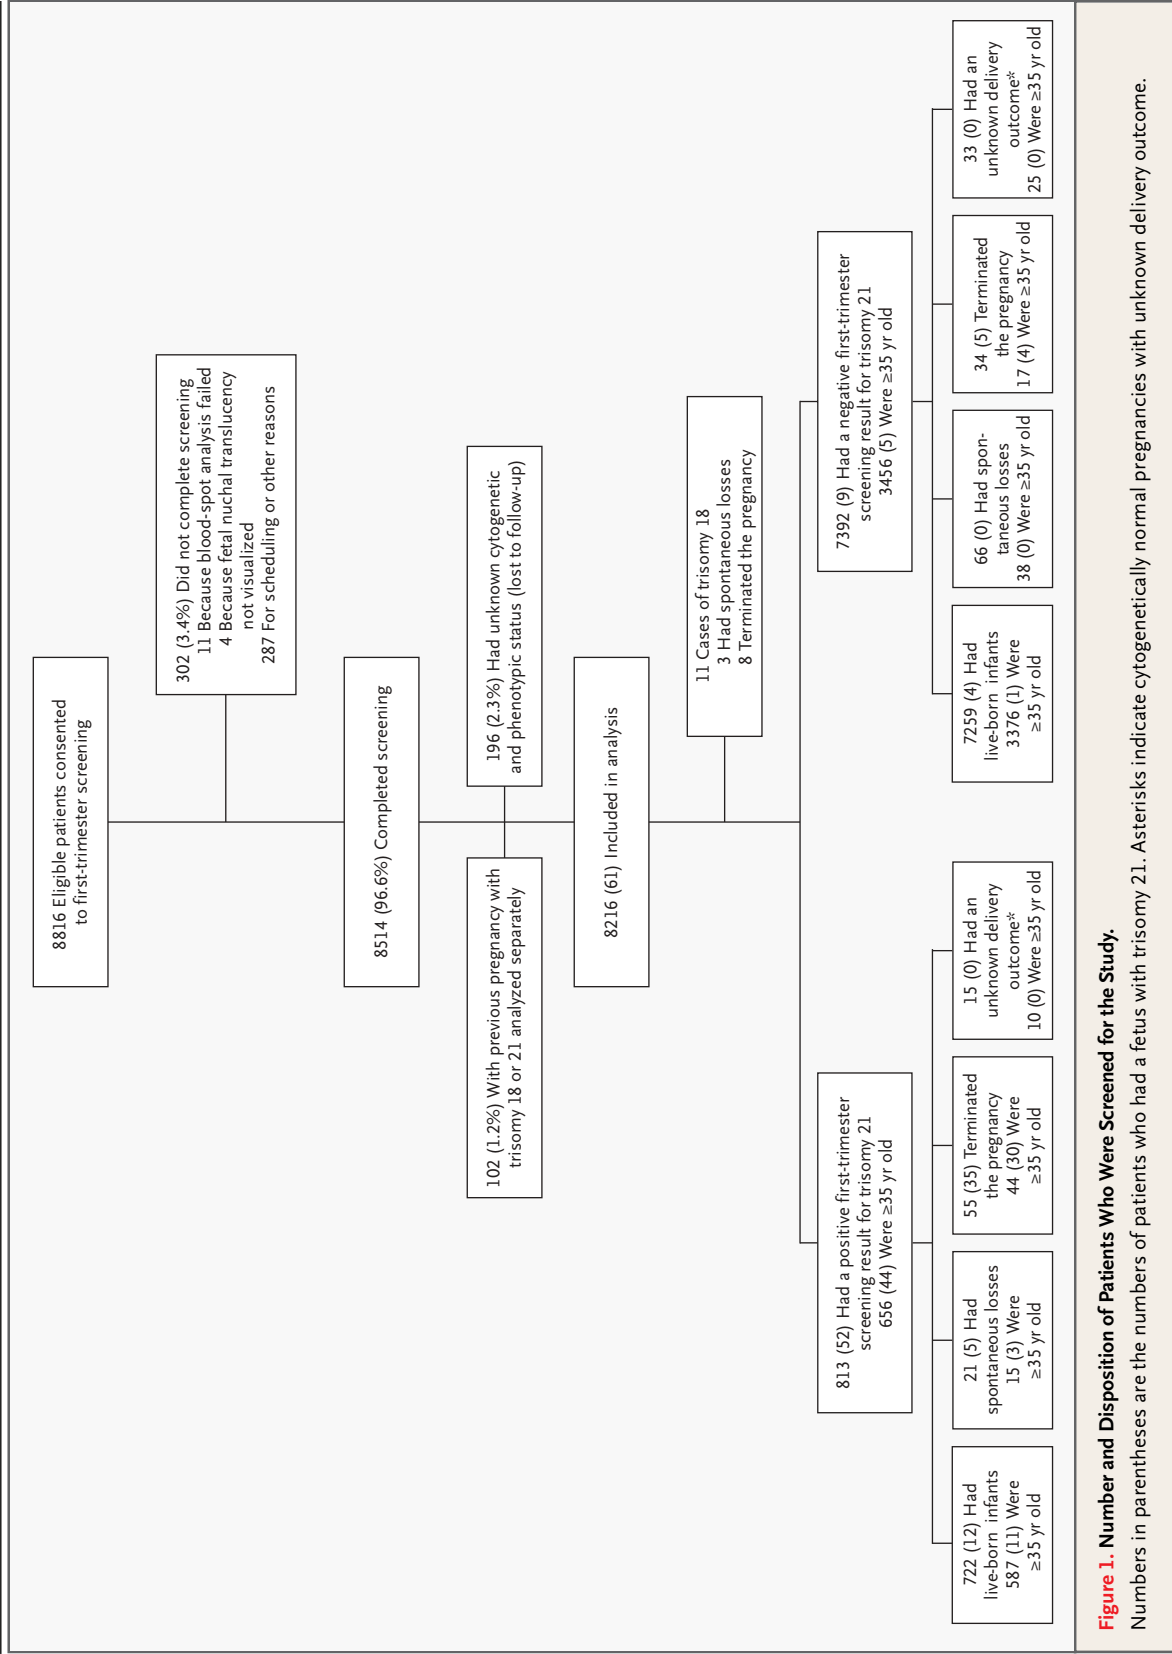 8816 Eligible patients consented
to first-trimester screening
302 (3.4%) Did not complete screening
11 Because blood-spot analysis failed
4 Because fetal nuchal translucency
not visualized
287 For scheduling or other reasons
8514 (96.6%) Completed screening
102 (1.2%) With previous pregnancy with
trisomy 18 or 21 analyzed separately
196 (2.3%) Had unknown cytogenetic
and phenotypic status (lost to follow-up)
8216 (61) Included in analysis
11 Cases of trisomy 18
3 Had spontaneous losses
8 Terminated the pregnancy
813 (52) Had a positive first-trimester
screening result for trisomy 21
656 (44) Were ≥35 yr old
7392 (9) Had a negative first-trimester
screening result for trisomy 21
3456 (5) Were ≥35 yr old
722 (12) Had
live-born infants
587 (11) Were
≥35 yr old
21 (5) Had
spontaneous losses
15 (3) Were
≥35 yr old
55 (35) Terminated
the pregnancy
44 (30) Were
≥35 yr old
15 (0) Had an
unknown delivery
outcome*
10 (0) Were ≥35 yr old
7259 (4) Had
live-born infants
3376 (1) Were
≥35 yr old
66 (0) Had spon-
taneous losses
38 (0) Were ≥35 yr old
34 (5) Terminated
the pregnancy
17 (4) Were ≥35 yr old
33 (0) Had an
unknown delivery
outcome*
25 (0) Were ≥35 yr old
Figure 1. Number and Disposition of Patients Who Were Screened for the Study.
Numbers in parentheses are the numbers of patients who had a fetus with trisomy 21. Asterisks indicate cytogenetically normal pregnancies with unknown delivery outcome.